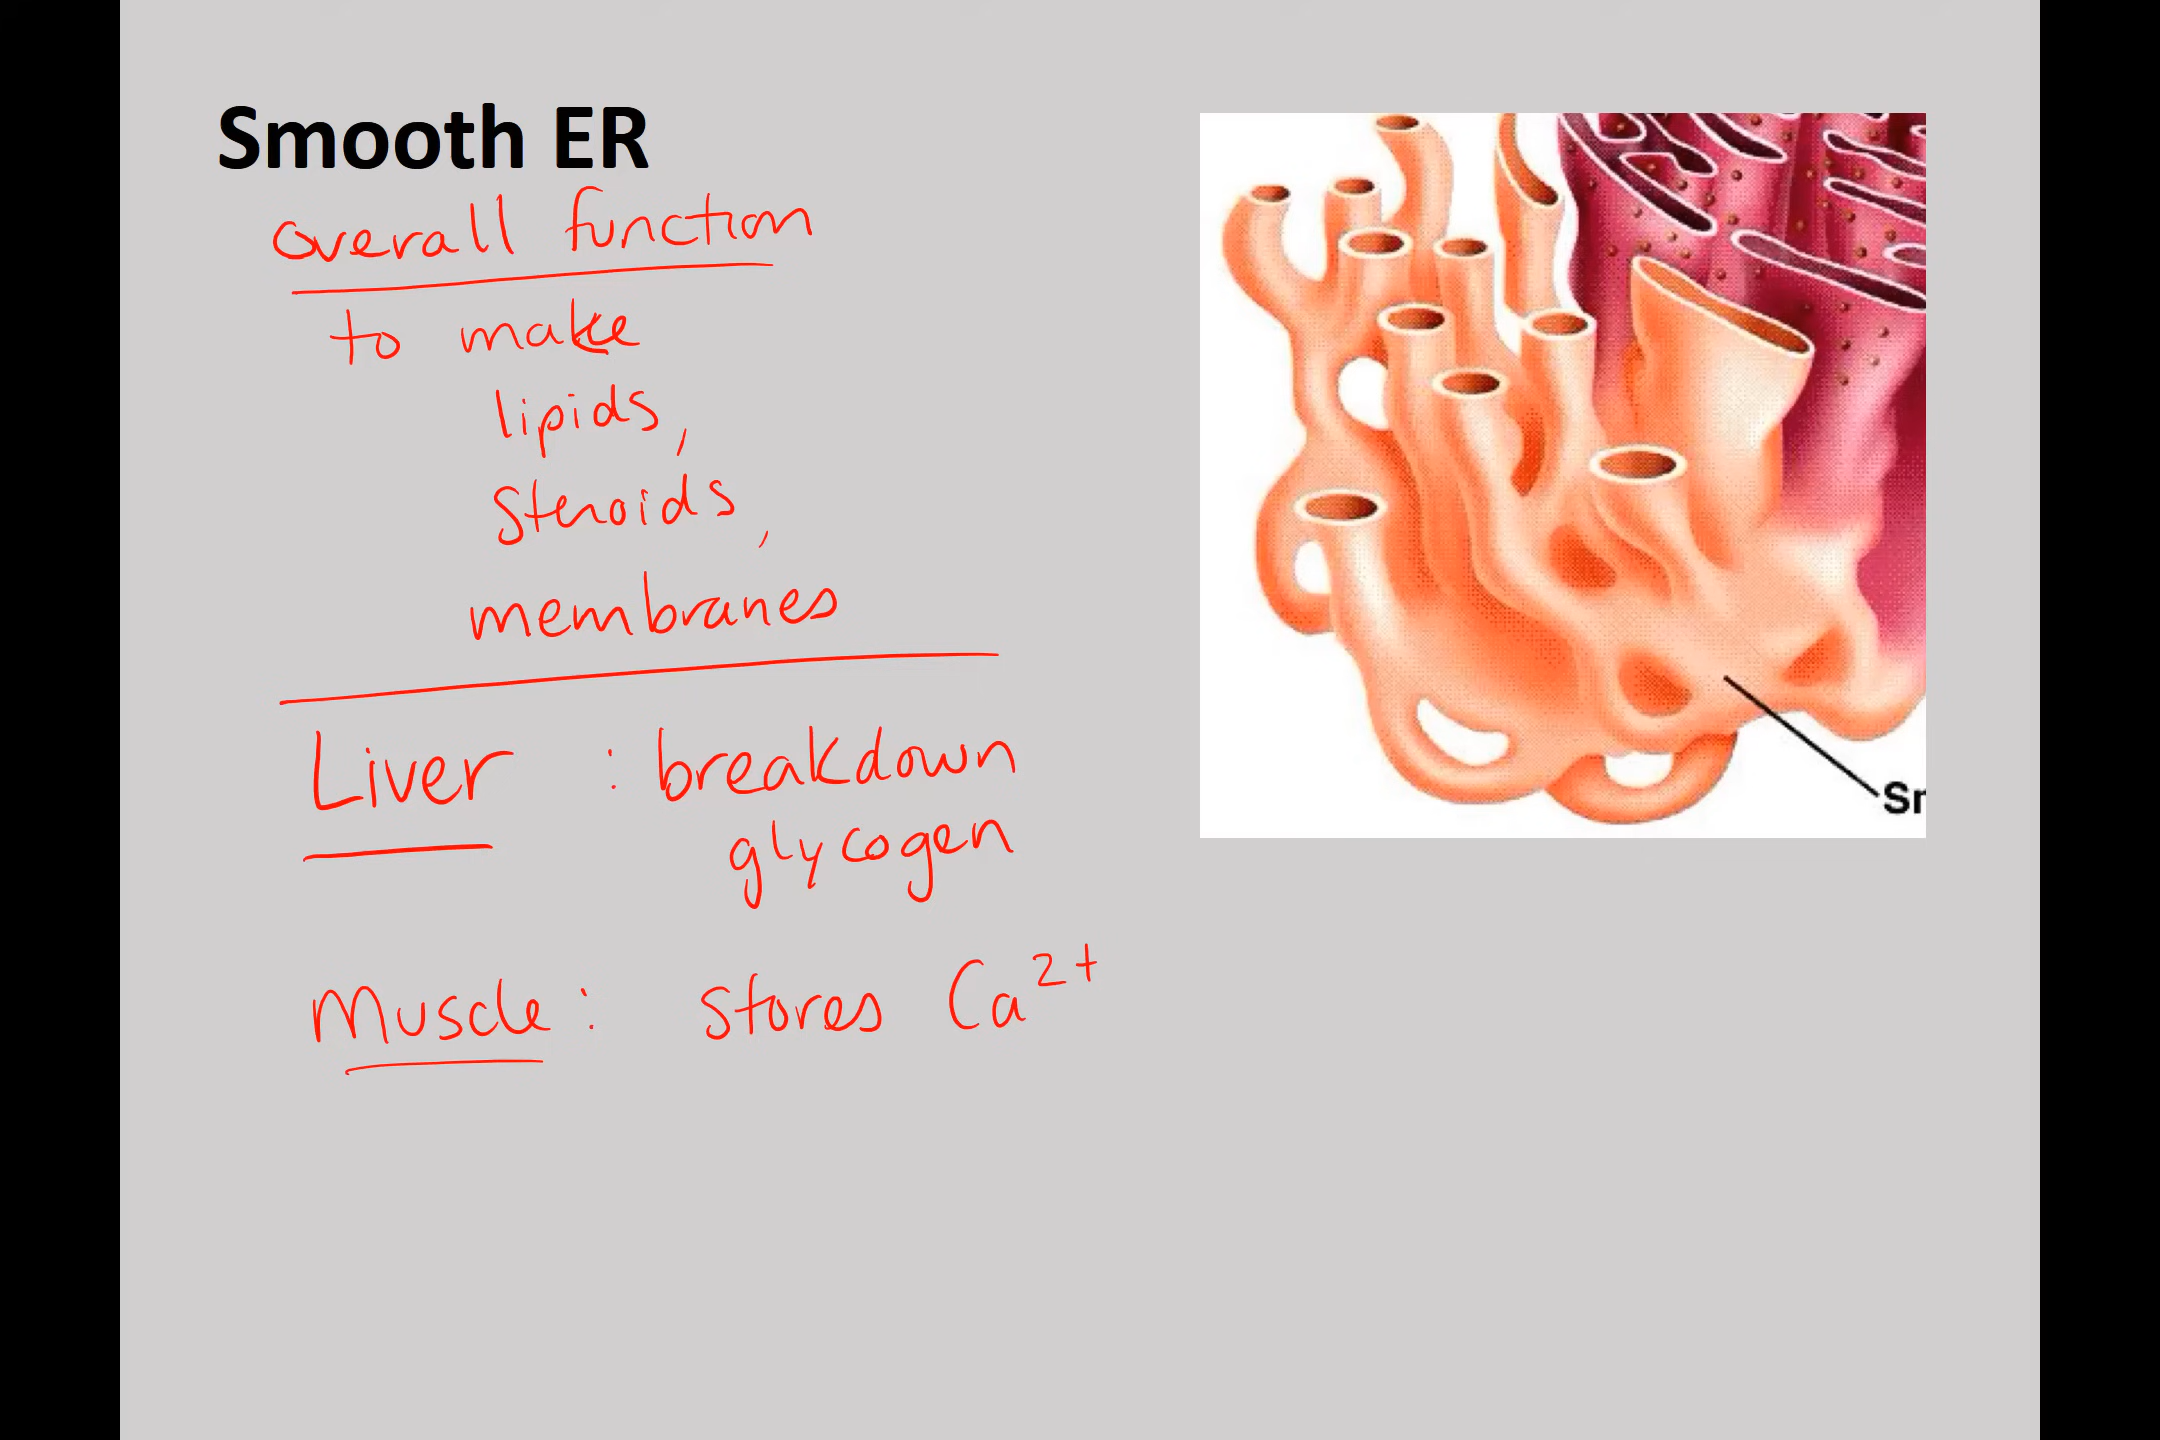 Smooth ER
overall function
to make
lipids,
steroids,
membranes
Liver : breakdown
glycogen
Muscle : stores Ca²⁺
Sr